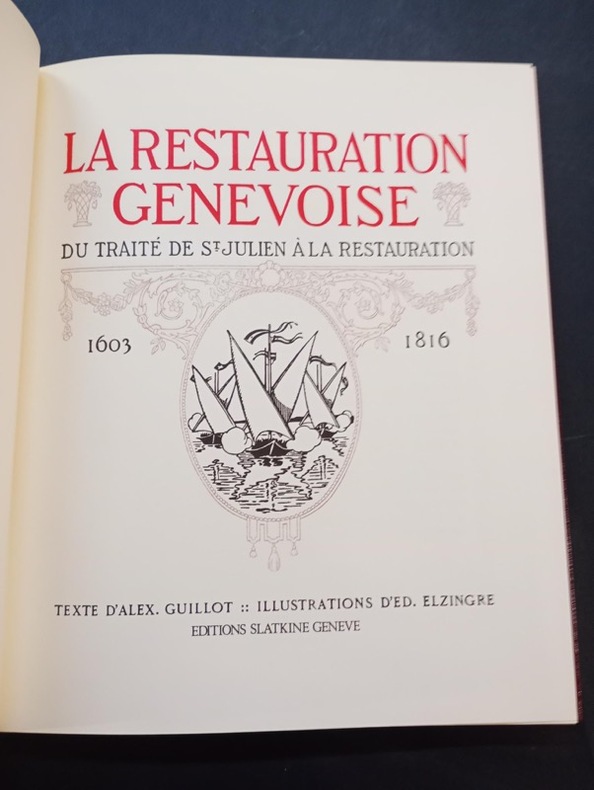 LA RESTAURATION
GENEVOISE
DU TRAITÉ DE ST JULIEN À LA RESTAURATION
1603 1816
TEXTE D'ALEX. GUILLOT :: ILLUSTRATIONS D'ED. ELZINGRE
EDITIONS SLATKINE GENEVE